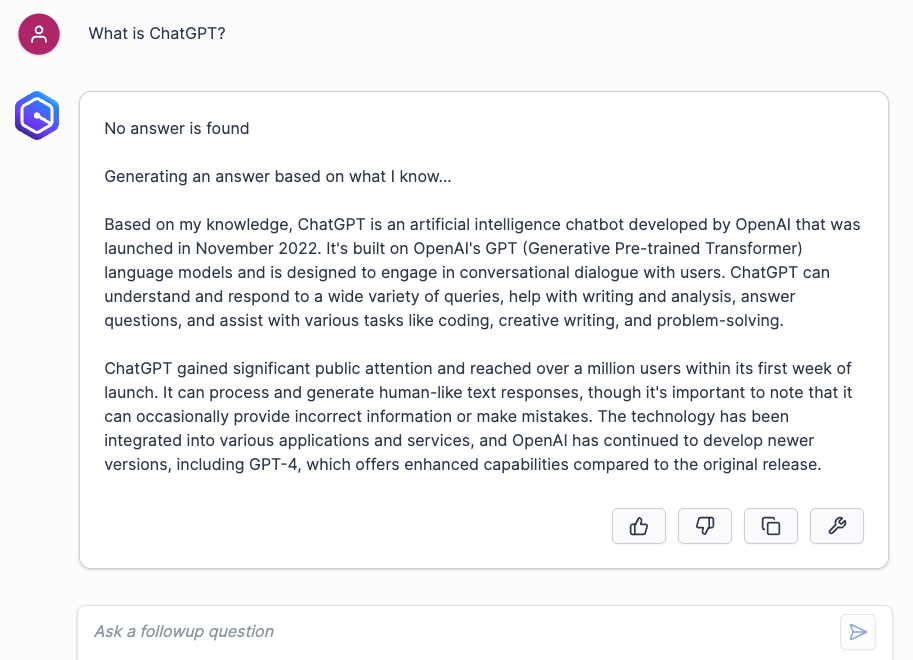 What is ChatGPT?
No answer is found
Generating an answer based on what I know...
Based on my knowledge, ChatGPT is an artificial intelligence chatbot developed by OpenAI that was
launched in November 2022. It's built on OpenAI's GPT (Generative Pre-trained Transformer)
language models and is designed to engage in conversational dialogue with users. ChatGPT can
understand and respond to a wide variety of queries, help with writing and analysis, answer
questions, and assist with various tasks like coding, creative writing, and problem-solving.
ChatGPT gained significant public attention and reached over a million users within its first week of
launch. It can process and generate human-like text responses, though it's important to note that it
can occasionally provide incorrect information or make mistakes. The technology has been
integrated into various applications and services, and OpenAI has continued to develop newer
versions, including GPT-4, which offers enhanced capabilities compared to the original release.
Ask a followup question